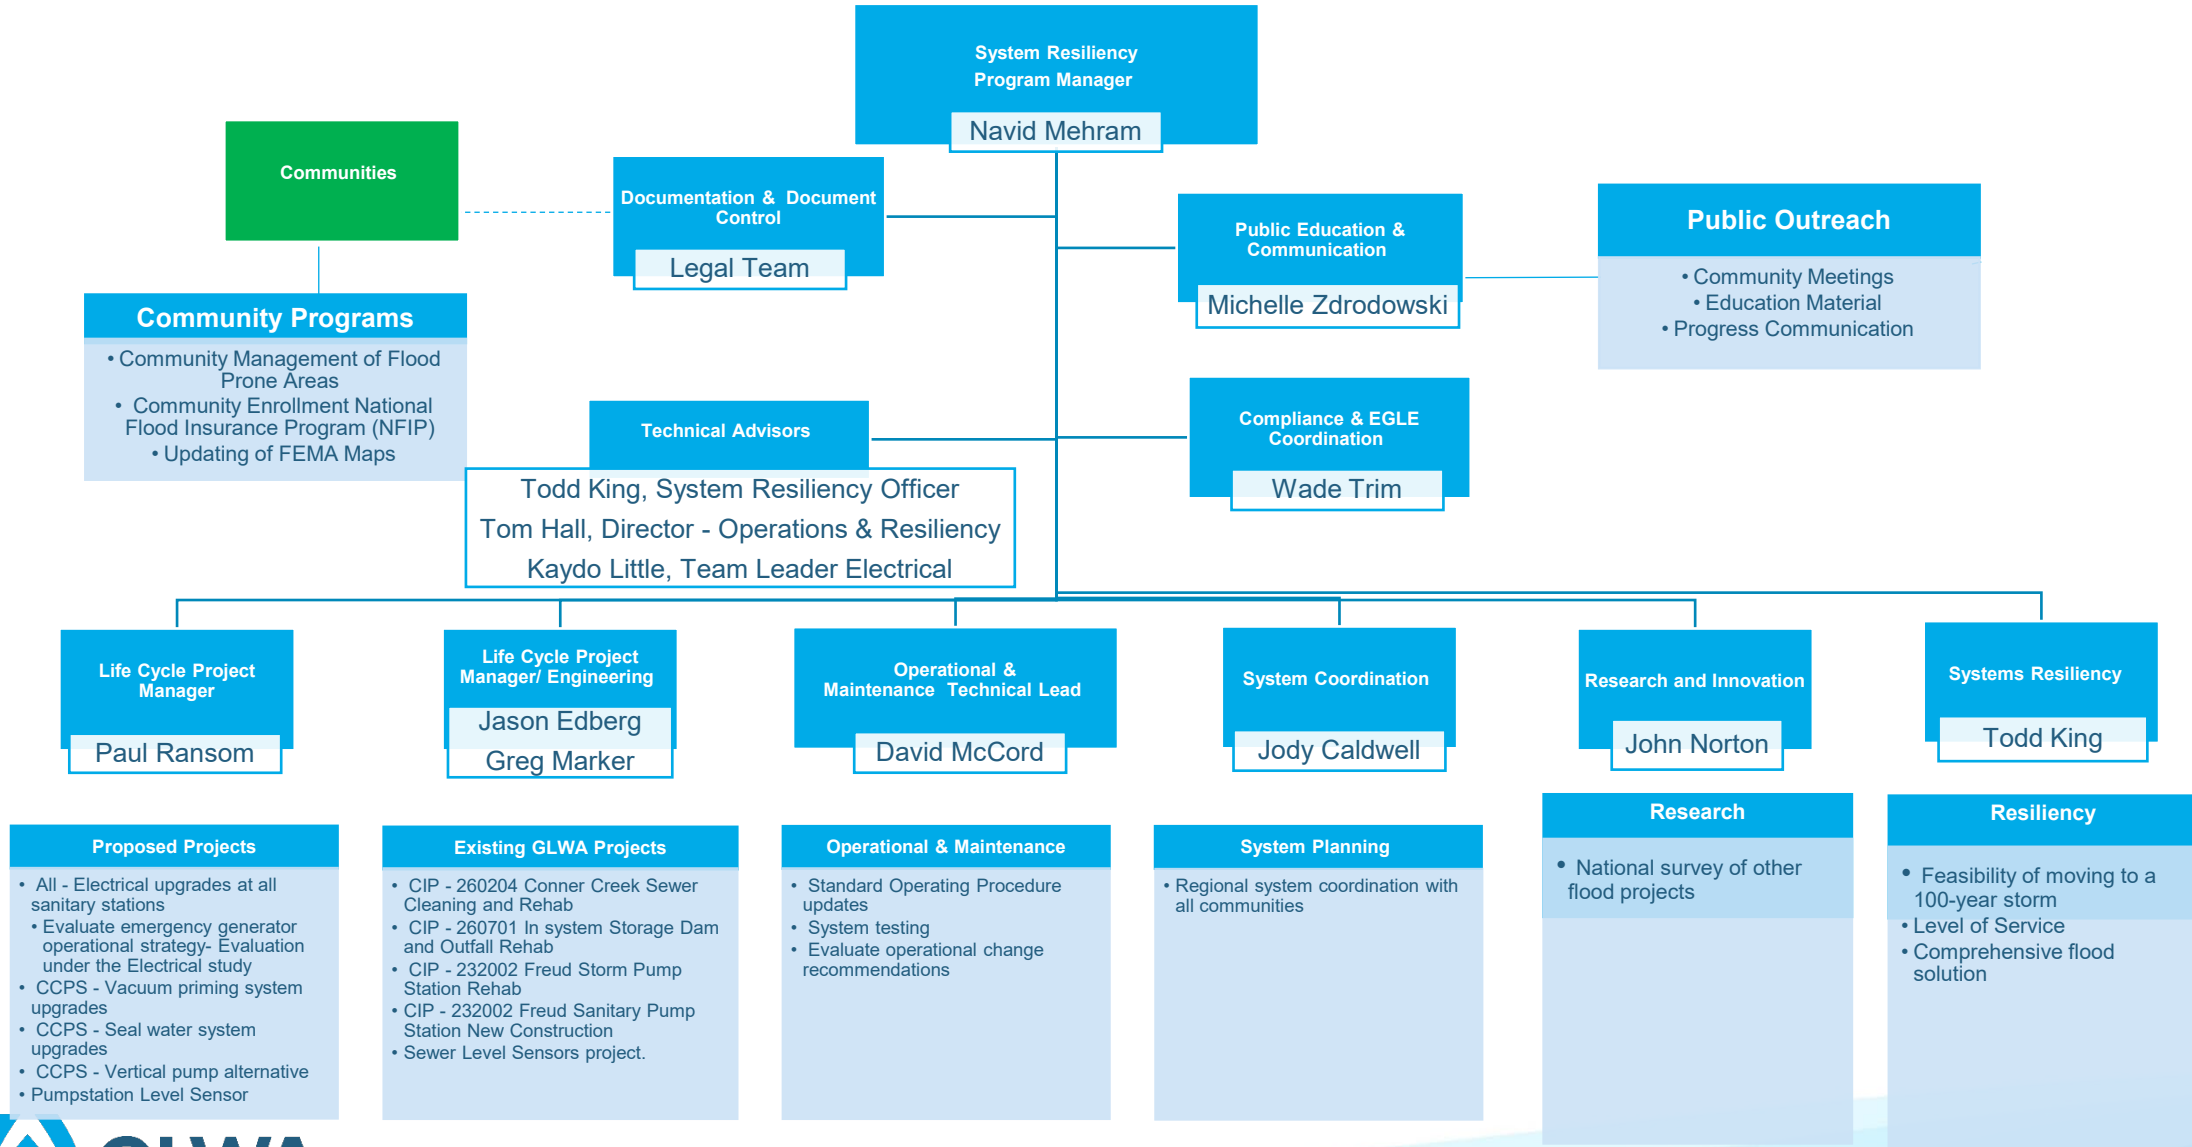 System Resiliency
Program Manager
Navid Mehram
Communities
Documentation & Document
Control
Legal Team
Public Education &
Communication
Michelle Zdrodowski
Public Outreach
• Community Meetings
• Education Material
• Progress Communication
Community Programs
• Community Management of Flood
Prone Areas
• Community Enrollment National
Flood Insurance Program (NFIP)
• Updating of FEMA Maps
Technical Advisors
Todd King, System Resiliency Officer
Tom Hall, Director - Operations & Resiliency
Kaydo Little, Team Leader Electrical
Compliance & EGLE
Coordination
Wade Trim
Life Cycle Project
Manager
Paul Ransom
Life Cycle Project
Manager/ Engineering
Jason Edberg
Greg Marker
Operational &
Maintenance Technical Lead
David McCord
System Coordination
Jody Caldwell
Research and Innovation
John Norton
Systems Resiliency
Todd King
Proposed Projects
• All - Electrical upgrades at all
sanitary stations
• Evaluate emergency generator
operational strategy- Evaluation
under the Electrical study
• CCPS - Vacuum priming system
upgrades
• CCPS - Seal water system
upgrades
• CCPS - Vertical pump alternative
• Pumpstation Level Sensor
Existing GLWA Projects
• CIP - 260204 Conner Creek Sewer
Cleaning and Rehab
• CIP - 260701 In system Storage Dam
and Outfall Rehab
• CIP - 232002 Freud Storm Pump
Station Rehab
• CIP - 232002 Freud Sanitary Pump
Station New Construction
• Sewer Level Sensors project.
Operational & Maintenance
• Standard Operating Procedure
updates
• System testing
• Evaluate operational change
recommendations
System Planning
• Regional system coordination with
all communities
Research
• National survey of other
flood projects
Resiliency
• Feasibility of moving to a
100-year storm
• Level of Service
• Comprehensive flood
solution
GLWA